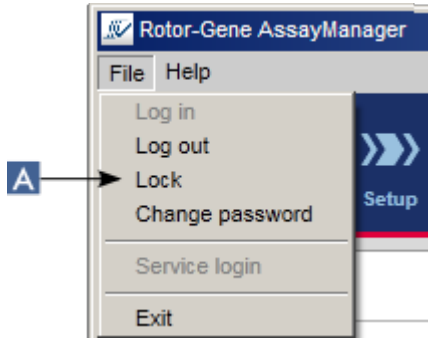 Rotor-Gene AssayManager
File Help
Log in
Log out
A Lock
Change password
Setup
Service login
Exit